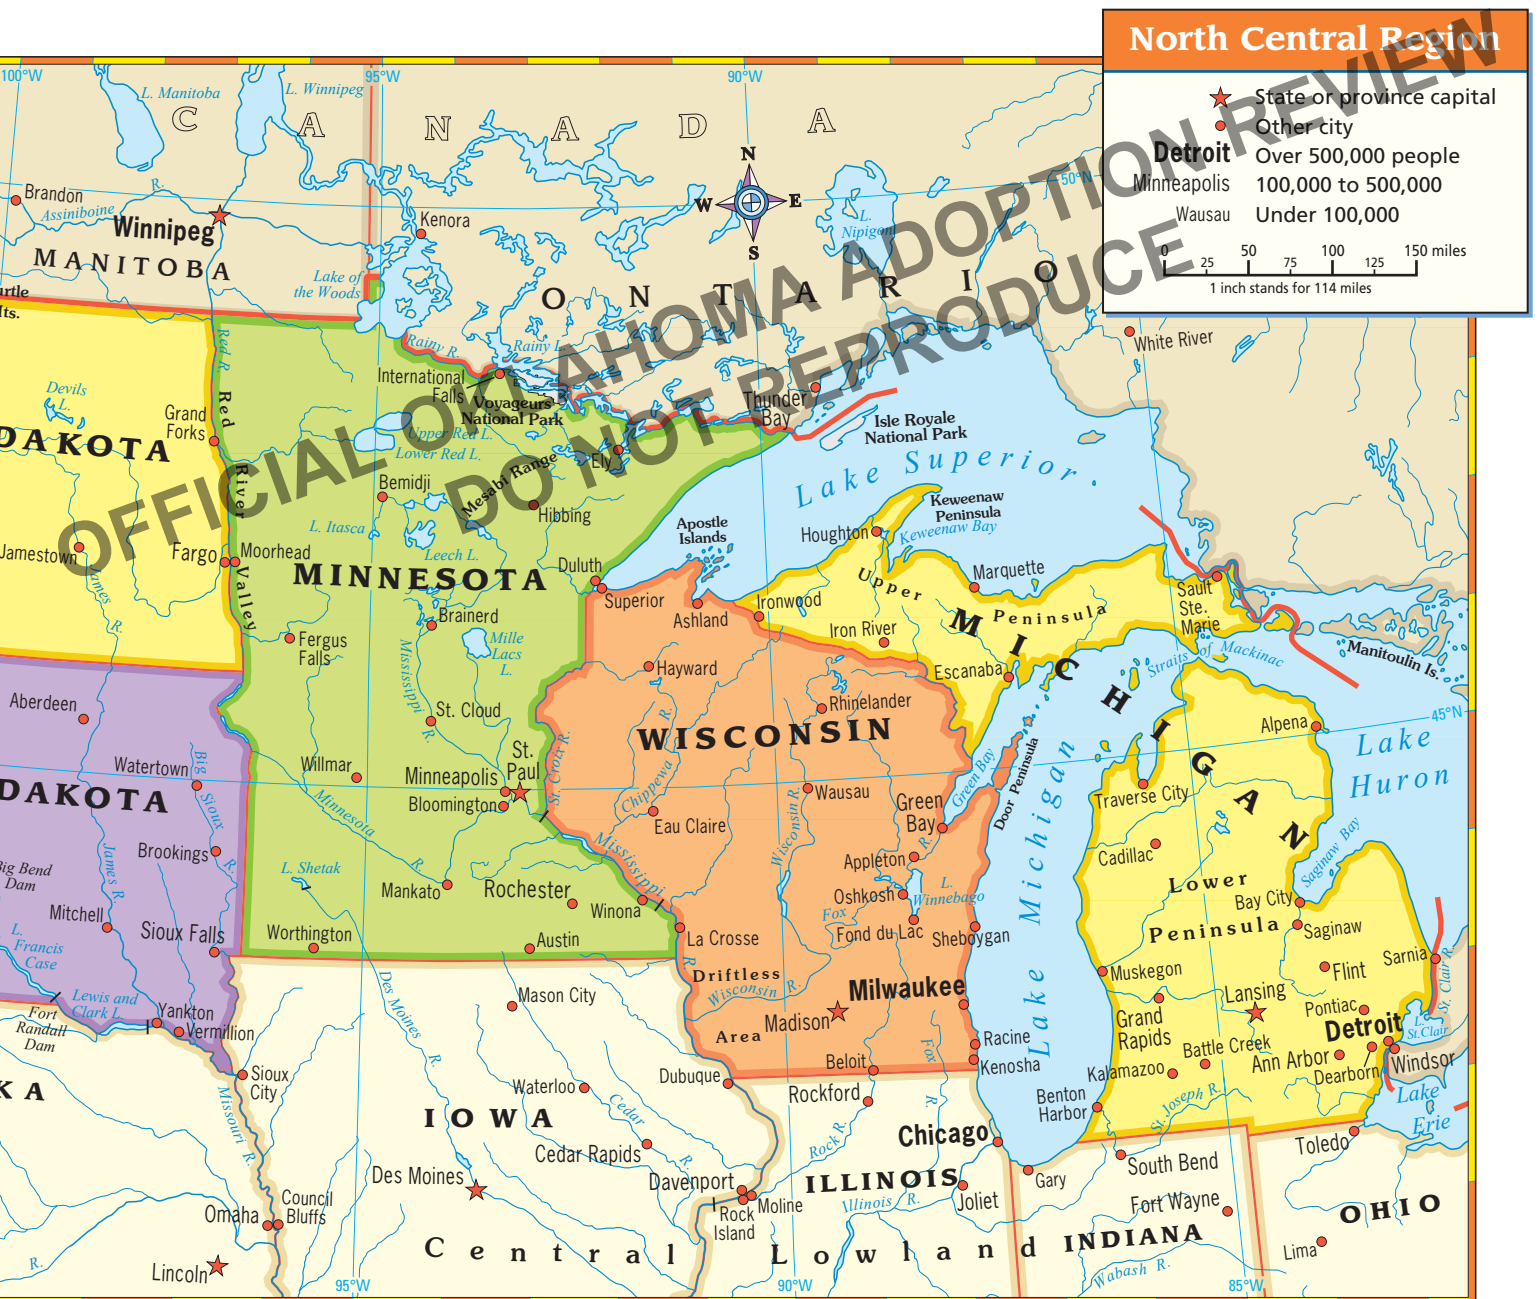 North Central Region
State or province capital
Other city
Detroit Over 500,000 people
Minneapolis 100,000 to 500,000
Wausau Under 100,000
0 50 100 150 miles
25 75 125
1 inch stands for 114 miles
OFFICIAL OKLAHOMA ADOPTION REVIEW
DO NOT REPRODUCE
100°W
95°W
90°W
50°N
45°N
95°W
90°W
85°W
N
W E
S
C A N A D A
L. Manitoba
L. Winnipeg
Brandon
R.
Assiniboine
Winnipeg
MANITOBA
Kenora
Lake of
the Woods
L.
Nipigon
O N T A R I O
White River
urtle
Mts.
Red R.
Red
River
Valley
Rainy R.
Rainy L.
International
Falls
Voyageurs
National Park
Thunder
Bay
Isle Royale
National Park
Devils
L.
Grand
Forks
DAKOTA
Upper Red L.
Lower Red L.
Ely
Mesabi Range
Bemidji
Hibbing
L. Itasca
Leech L.
Jamestown
James
R.
Fargo
Moorhead
MINNESOTA
Duluth
Superior
Apostle
Islands
Ashland
Lake Superior
Keweenaw
Peninsula
Keweenaw Bay
Houghton
Marquette
Ironwood
Upper
Peninsula
Iron River
Escanaba
MICHIGAN
Sault
Ste.
Marie
Straits of Mackinac
Manitoulin Is.
Brainerd
Mille
Lacs
L.
Fergus
Falls
Mississippi
R.
St. Cloud
Hayward
Rhinelander
WISCONSIN
Aberdeen
Watertown
Big
Sioux
R.
DAKOTA
Willmar
St.
Paul
Minneapolis
Bloomington
Minnesota
R.
St. Croix R.
Chippewa
R.
Eau Claire
Wausau
Wisconsin R.
Green
Bay
Green Bay
Door Peninsula
Lake Michigan
Alpena
Lake
Huron
Traverse City
Cadillac
Saginaw Bay
Brookings
Big Bend
Dam
James R.
L. Shetak
Mankato
Rochester
Winona
Mississippi
R.
Appleton
R.
Oshkosh
L.
Winnebago
Fox
Fond du Lac
Sheboygan
Lower
Peninsula
Bay City
Saginaw
Mitchell
Sioux Falls
L.
Francis
Case
Worthington
Austin
La Crosse
Driftless
Area
Wisconsin R.
Milwaukee
Madison
Muskegon
Flint
Sarnia
St. Clair R.
Lansing
Pontiac
Grand
Rapids
Detroit
L.
St.Clair
Lewis and
Clark L.
Fort
Randall
Dam
Yankton
Vermillion
Des Moines
R.
Mason City
Racine
Kenosha
Beloit
Fox
R.
Battle Creek
Kalamazoo
Ann Arbor
Dearborn
Windsor
Lake
Erie
Sioux
City
Missouri R.
KA
IOWA
Waterloo
Cedar
R.
Dubuque
Rockford
Rock R.
Benton
Harbor
St. Joseph R.
Chicago
Toledo
Cedar Rapids
Des Moines
Davenport
Moline
Rock
Island
ILLINOIS
Illinois R.
Joliet
Gary
South Bend
Fort Wayne
OHIO
Council
Bluffs
Omaha
Lincoln
R.
Central Lowland
INDIANA
Wabash R.
Lima